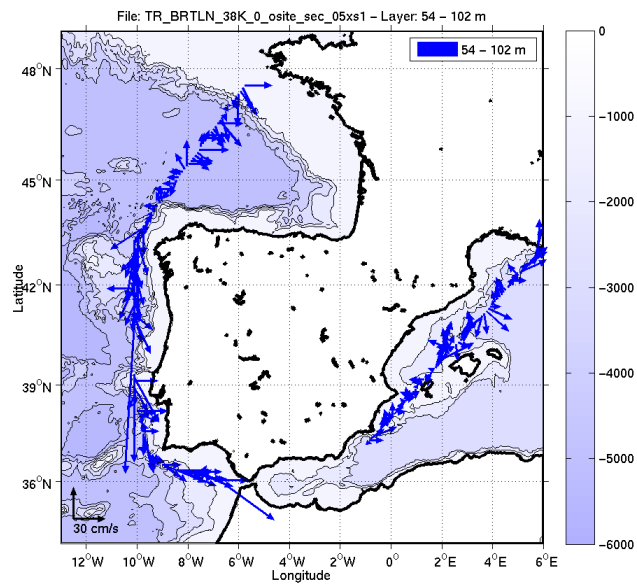 File: TR_BRTLN_38K_0_osite_sec_05xs1 – Layer: 54 – 102 m
54 – 102 m
48°N
45°N
42°N
39°N
36°N
Latitude
30 cm/s
12°W 10°W 8°W 6°W 4°W 2°W 0° 2°E 4°E 6°E
Longitude
0
−1000
−2000
−3000
−4000
−5000
−6000